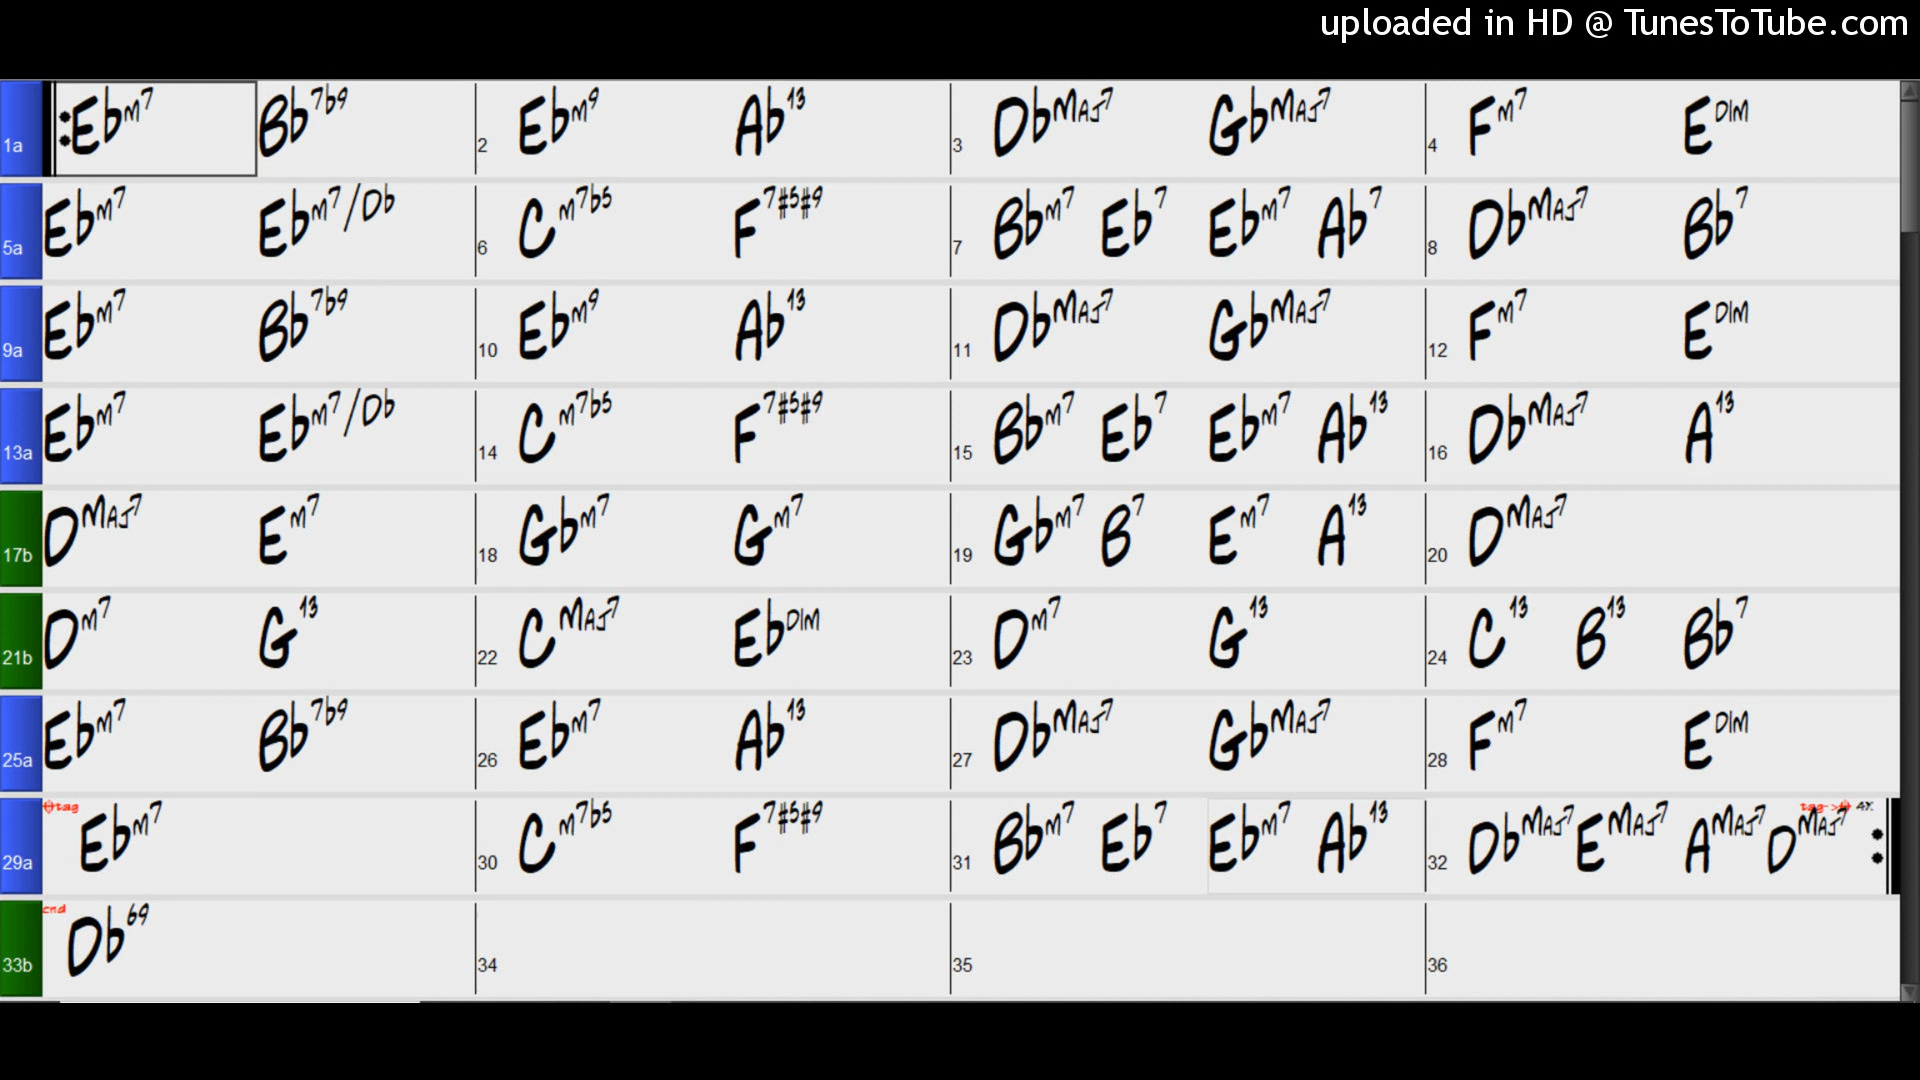 uploaded in HD @ TunesToTube.com
1a Ebm7 Bb7b9 2 Ebm9 Ab13 3 DbMAJ7 GbMAJ7 4 Fm7 EDIM
5a Ebm7 Ebm7/Db 6 Cm7b5 F7#5#9 7 Bbm7 Eb7 Ebm7 Ab7 8 DbMAJ7 Bb7
9a Ebm7 Bb7b9 10 Ebm9 Ab13 11 DbMAJ7 GbMAJ7 12 Fm7 EDIM
13a Ebm7 Ebm7/Db 14 Cm7b5 F7#5#9 15 Bbm7 Eb7 Ebm7 Ab13 16 DbMAJ7 A13
17b DMAJ7 Em7 18 Gbm7 Gm7 19 Gbm7 B7 Em7 A13 20 DMAJ7
21b Dm7 G13 22 CMAJ7 EbDIM 23 Dm7 G13 24 C13 B13 Bb7
25a Ebm7 Bb7b9 26 Ebm7 Ab13 27 DbMAJ7 GbMAJ7 28 Fm7 EDIM
tag tag-> 4x
29a Ebm7 30 Cm7b5 F7#5#9 31 Bbm7 Eb7 Ebm7 Ab13 32 DbMAJ7 EMAJ7 AMAJ7 DMAJ7
end
33b Db69 34 35 36